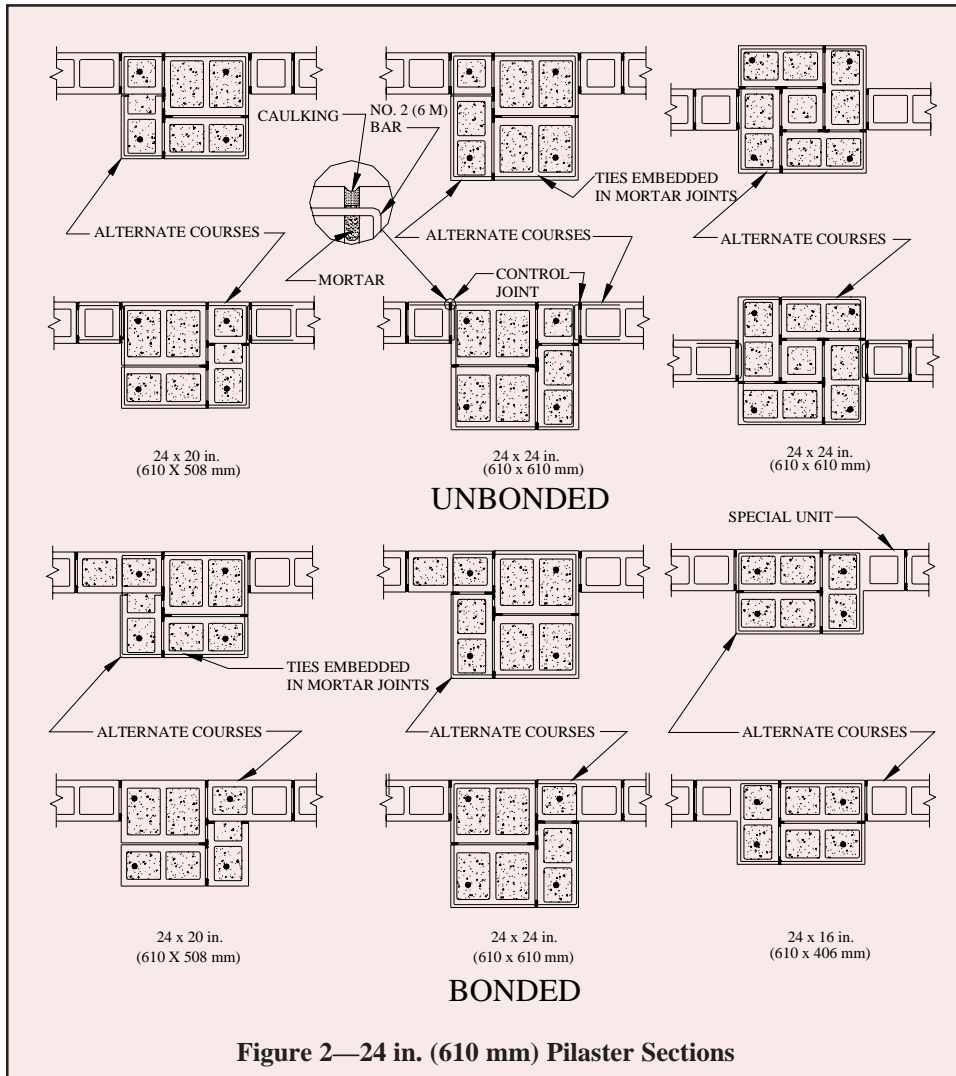 CAULKING
NO. 2 (6 M)
BAR
TIES EMBEDDED
IN MORTAR JOINTS
ALTERNATE COURSES
ALTERNATE COURSES
ALTERNATE COURSES
MORTAR
CONTROL
JOINT
24 x 20 in.
(610 X 508 mm)
24 x 24 in.
(610 x 610 mm)
24 x 24 in.
(610 x 610 mm)
UNBONDED
SPECIAL UNIT
TIES EMBEDDED
IN MORTAR JOINTS
ALTERNATE COURSES
ALTERNATE COURSES
ALTERNATE COURSES
24 x 20 in.
(610 X 508 mm)
24 x 24 in.
(610 x 610 mm)
24 x 16 in.
(610 x 406 mm)
BONDED
Figure 2—24 in. (610 mm) Pilaster Sections